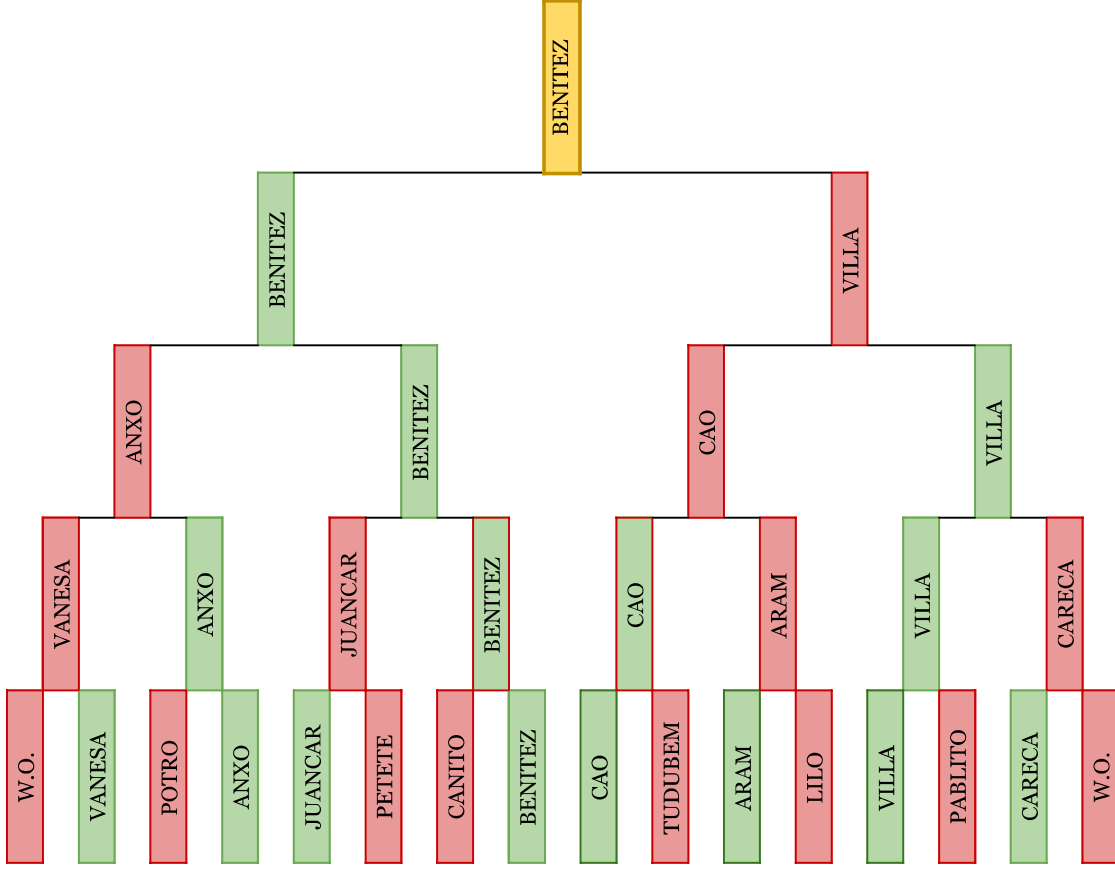 BENITEZ
BENITEZ
VILLA
ANXO
BENITEZ
CAO
VILLA
VANESA
ANXO
JUANCAR
BENITEZ
CAO
ARAM
VILLA
CARECA
W.O.
VANESA
POTRO
ANXO
JUANCAR
PETETE
CANITO
BENITEZ
CAO
TUDUBEM
ARAM
LILO
VILLA
PABLITO
CARECA
W.O.